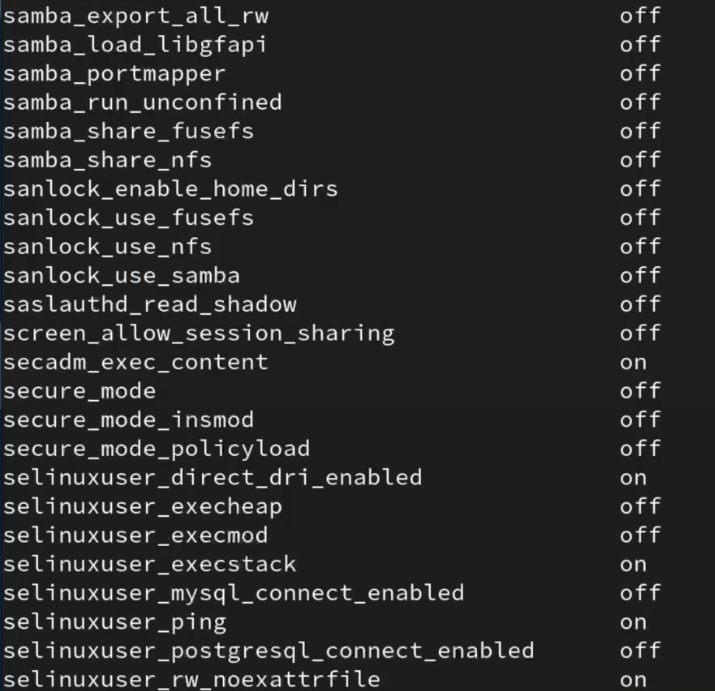 samba_export_all_rw off
samba_load_libgfapi off
samba_portmapper off
samba_run_unconfined off
samba_share_fusefs off
samba_share_nfs off
sanlock_enable_home_dirs off
sanlock_use_fusefs off
sanlock_use_nfs off
sanlock_use_samba off
saslauthd_read_shadow off
screen_allow_session_sharing off
secadm_exec_content on
secure_mode off
secure_mode_insmod off
secure_mode_policyload off
selinuxuser_direct_dri_enabled on
selinuxuser_execheap off
selinuxuser_execmod off
selinuxuser_execstack on
selinuxuser_mysql_connect_enabled off
selinuxuser_ping on
selinuxuser_postgresql_connect_enabled off
selinuxuser_rw_noexattrfile on